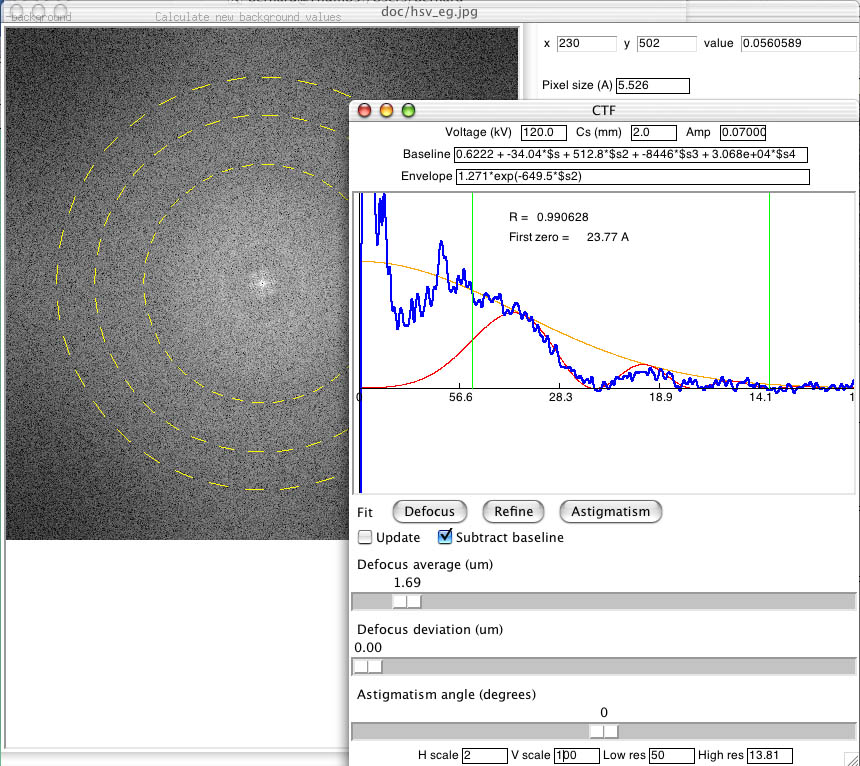 -background
Calculate new background values
doc/hsv_eg.jpg
x 230 y 502 value 0.0560589
Pixel size (A) 5.526
CTF
Voltage (kV) 120.0 Cs (mm) 2.0 Amp 0.07000
Baseline 0.6222 + -34.04*$s + 512.8*$s2 + -8446*$s3 + 3.068e+04*$s4
Envelope 1.271*exp(-649.5*$s2)
R = 0.990628
First zero = 23.77 A
0 56.6 28.3 18.9 14.1 1
Fit Defocus Refine Astigmatism
Update Subtract baseline
Defocus average (um)
1.69
Defocus deviation (um)
0.00
Astigmatism angle (degrees)
0
H scale 2 V scale 100 Low res 50 High res 13.81